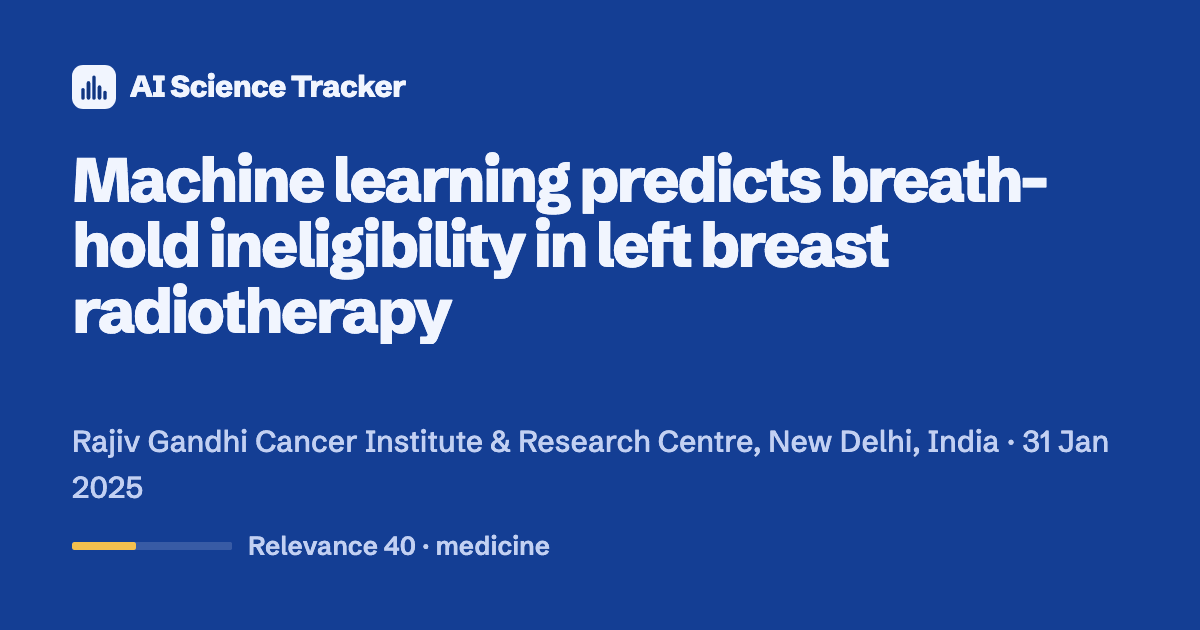 AI Science Tracker
Machine learning predicts breath-
hold ineligibility in left breast
radiotherapy
Rajiv Gandhi Cancer Institute & Research Centre, New Delhi, India · 31 Jan
2025
Relevance 40 · medicine